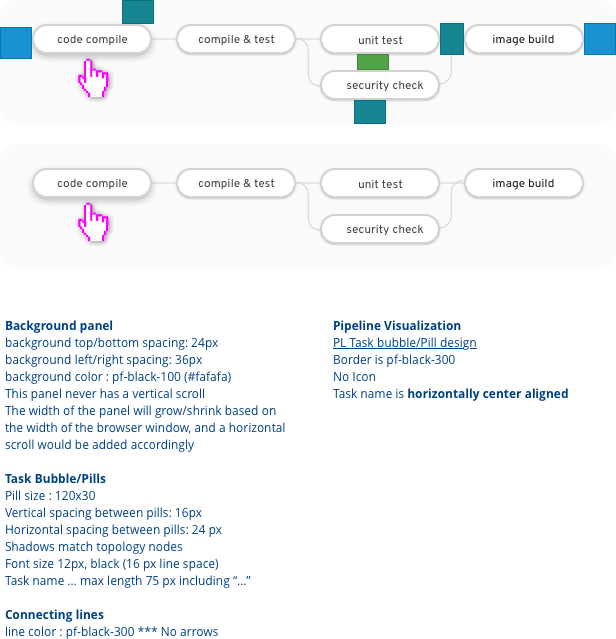 code compile
compile & test
unit test
image build
security check
code compile
compile & test
unit test
image build
security check
Background panel
background top/bottom spacing: 24px
background left/right spacing: 36px
background color : pf-black-100 (#fafafa)
This panel never has a vertical scroll
The width of the panel will grow/shrink based on
the width of the browser window, and a horizontal
scroll would be added accordingly
Task Bubble/Pills
Pill size : 120x30
Vertical spacing between pills: 16px
Horizontal spacing between pills: 24 px
Shadows match topology nodes
Font size 12px, black (16 px line space)
Task name ... max length 75 px including “...”
Connecting lines
line color : pf-black-300 *** No arrows
Pipeline Visualization
PL Task bubble/Pill design
Border is pf-black-300
No Icon
Task name is horizontally center aligned